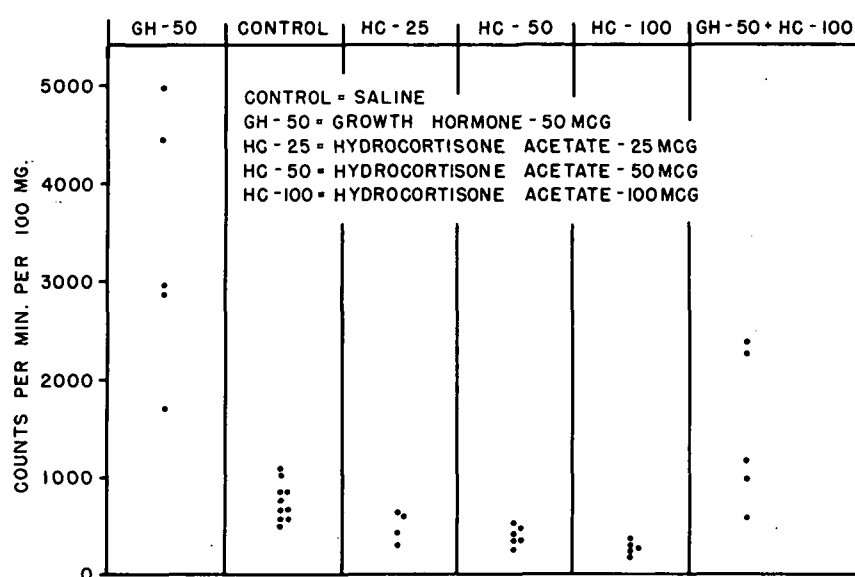 GH-50 CONTROL HC-25 HC-50 HC-100 GH-50+HC-100
5000
CONTROL = SALINE
GH-50 = GROWTH HORMONE-50 MCG
HC-25 = HYDROCORTISONE ACETATE-25 MCG
HC-50 = HYDROCORTISONE ACETATE-50 MCG
HC-100 = HYDROCORTISONE ACETATE-100MCG
4000
3000
2000
1000
0
COUNTS PER MIN. PER 100 MG.